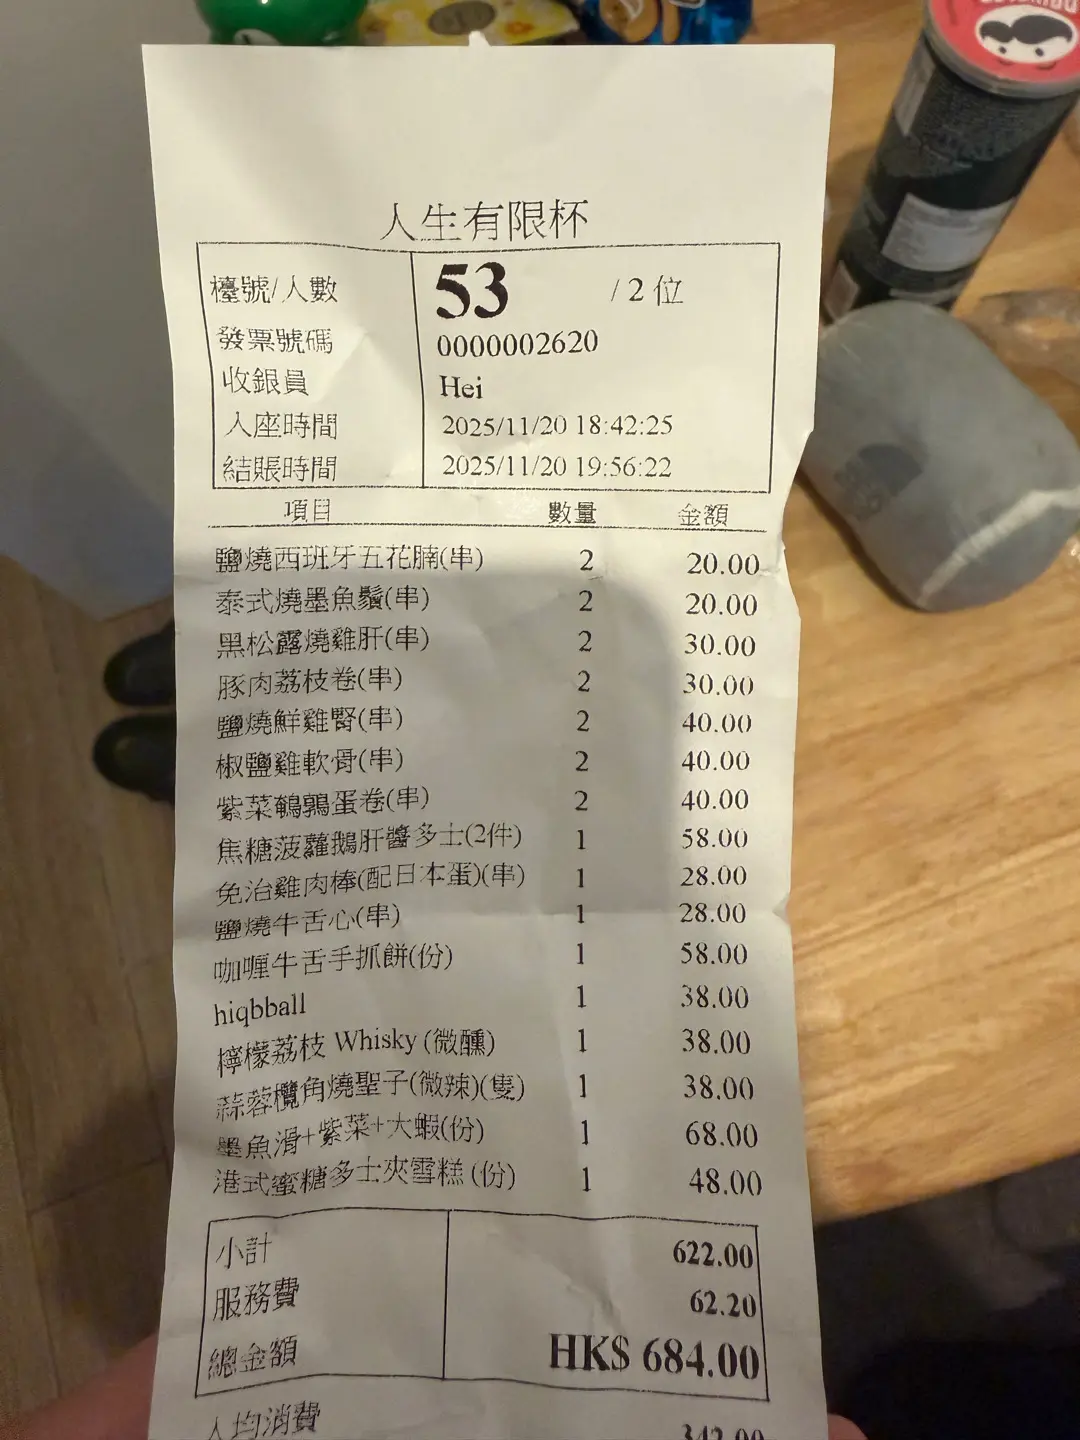 人生有限杯
檯號/人數 53 / 2 位
發票號碼 0000002620
收銀員 Hei
入座時間 2025/11/20 18:42:25
結賬時間 2025/11/20 19:56:22
項目 數量 金額
鹽燒西班牙五花腩(串) 2 20.00
泰式燒墨魚鬚(串) 2 20.00
黑松露燒雞肝(串) 2 30.00
豚肉荔枝卷(串) 2 30.00
鹽燒鮮雞腎(串) 2 40.00
椒鹽雞軟骨(串) 2 40.00
紫菜鵪鶉蛋卷(串) 2 40.00
焦糖菠蘿鵝肝醬多士(2件) 1 58.00
免治雞肉棒(配日本蛋)(串) 1 28.00
鹽燒牛舌心(串) 1 28.00
咖喱牛舌手抓餅(份) 1 58.00
hiqbball 1 38.00
檸檬荔枝 Whisky (微醺) 1 38.00
蒜蓉欖角燒聖子(微辣)(隻) 1 38.00
墨魚滑+紫菜+大蝦(份) 1 68.00
港式蜜糖多士夾雪糕 (份) 1 48.00
小計 622.00
服務費 62.20
總金額 HK$ 684.00
人均消費 342.00